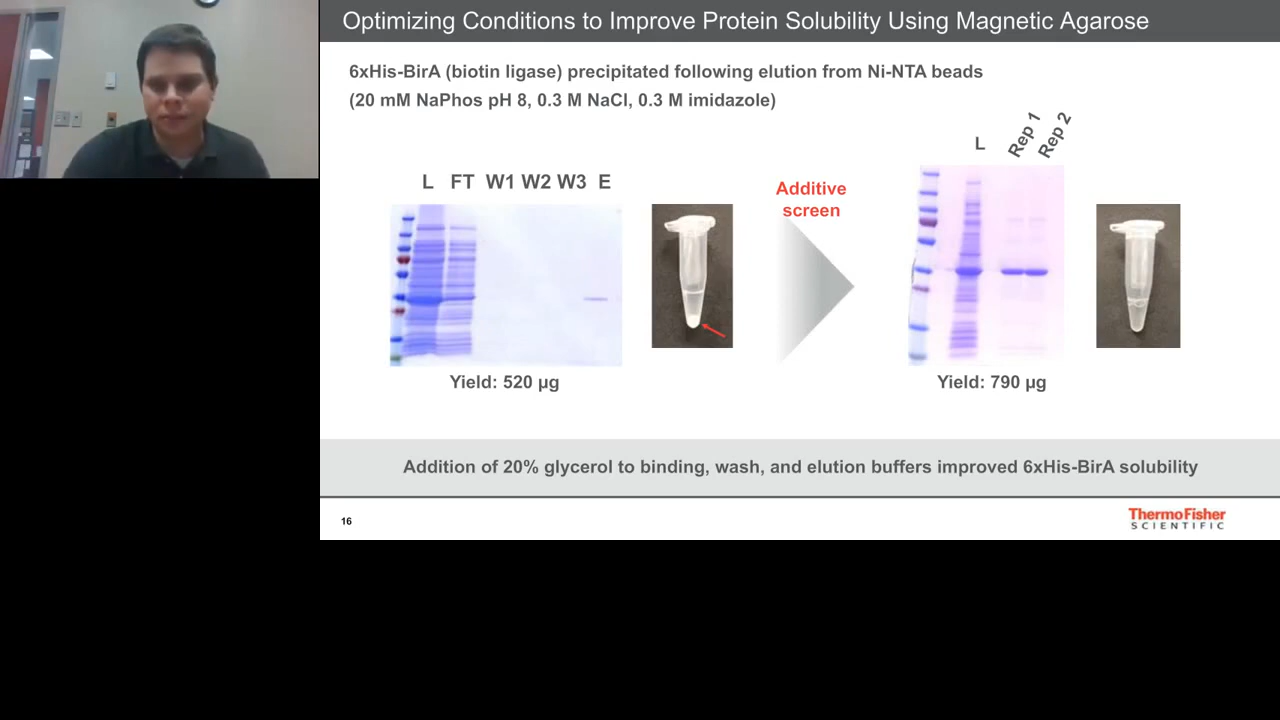 Optimizing Conditions to Improve Protein Solubility Using Magnetic Agarose
6xHis-BirA (biotin ligase) precipitated following elution from Ni-NTA beads
(20 mM NaPhos pH 8, 0.3 M NaCl, 0.3 M imidazole)
L FT W1 W2 W3 E
Additive
screen
L Rep 1 Rep 2
Yield: 520 µg
Yield: 790 µg
Addition of 20% glycerol to binding, wash, and elution buffers improved 6xHis-BirA solubility
16
ThermoFisher
SCIENTIFIC